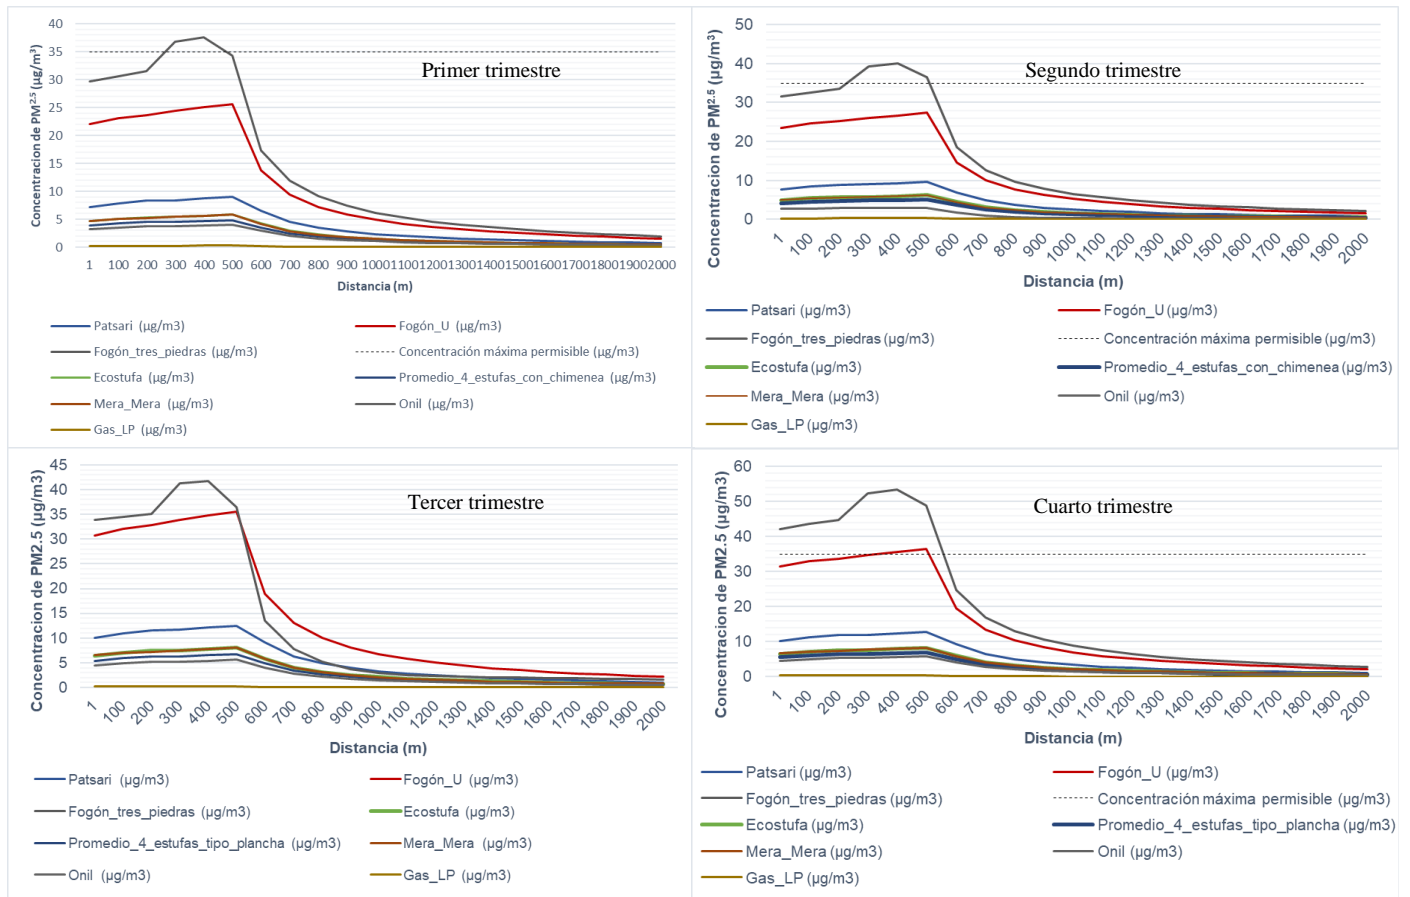 Primer trimestre
Concentracion de PM2.5 (µg/m3)
40
35
30
25
20
15
10
5
0
1 100 200 300 400 500 600 700 800 900 1000 1100 1200 1300 1400 1500 1600 1700 1800 1900 2000
Distancia (m)
Patsari (µg/m3) Fogón_U (µg/m3)
Fogón_tres_piedras (µg/m3) Concentración máxima permisible (µg/m3)
Ecostufa (µg/m3) Promedio_4_estufas_con_chimenea (µg/m3)
Mera_Mera (µg/m3) Onil (µg/m3)
Gas_LP (µg/m3)
Segundo trimestre
Concentracion de PM2.5 (µg/m3)
50
40
30
20
10
0
1 100 200 300 400 500 600 700 800 900 1000 1100 1200 1300 1400 1500 1600 1700 1800 1900 2000
Distancia (m)
Patsari (µg/m3) Fogón_U (µg/m3)
Fogón_tres_piedras (µg/m3) Concentración máxima permisible (µg/m3)
Ecostufa (µg/m3) Promedio_4_estufas_con_chimenea (µg/m3)
Mera_Mera (µg/m3) Onil (µg/m3)
Gas_LP (µg/m3)
Tercer trimestre
Concentracion de PM2.5 (µg/m3)
45
40
35
30
25
20
15
10
5
0
1 100 200 300 400 500 600 700 800 900 1000 1100 1200 1300 1400 1500 1600 1700 1800 1900 2000
Distancia (m)
Patsari (µg/m3) Fogón_U (µg/m3)
Fogón_tres_piedras (µg/m3) Ecostufa (µg/m3)
Promedio_4_estufas_tipo_plancha (µg/m3) Mera_Mera (µg/m3)
Onil (µg/m3) Gas_LP (µg/m3)
Cuarto trimestre
Concentracion de PM2.5 (µg/m3)
60
50
40
30
20
10
0
1 100 200 300 400 500 600 700 800 900 1000 1100 1200 1300 1400 1500 1600 1700 1800 1900 2000
Distancia (m)
Patsari (µg/m3) Fogón_U (µg/m3)
Fogón_tres_piedras (µg/m3) Concentración máxima permisible (µg/m3)
Ecostufa (µg/m3) Promedio_4_estufas_tipo_plancha (µg/m3)
Mera_Mera (µg/m3) Onil (µg/m3)
Gas_LP (µg/m3)